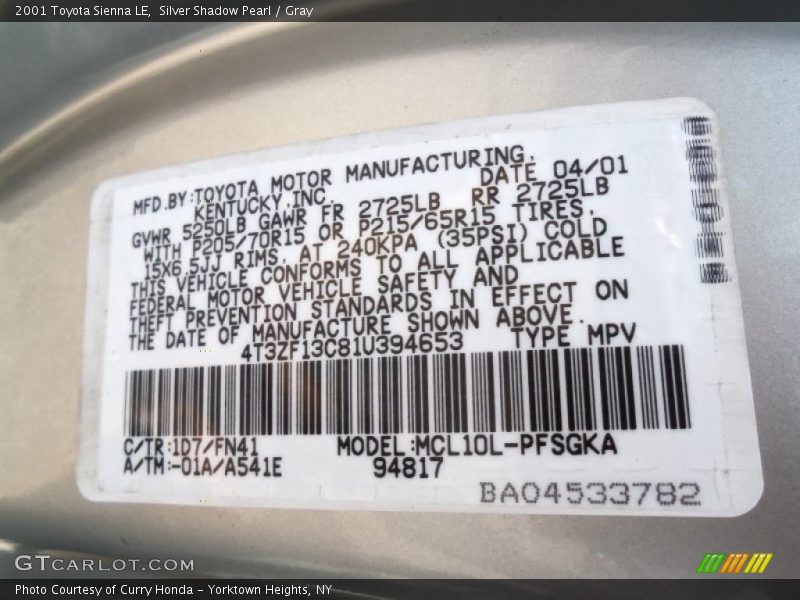 2001 Toyota Sienna LE,  Silver Shadow Pearl / Gray
MFD.BY:TOYOTA MOTOR MANUFACTURING.
KENTUCKY,INC. DATE 04/01
GVWR 5250LB GAWR FR 2725LB RR 2725LB
WITH P205/70R15 OR P215/65R15 TIRES.
15X6.5JJ RIMS. AT 240KPA (35PSI) COLD
THIS VEHICLE CONFORMS TO ALL APPLICABLE
FEDERAL MOTOR VEHICLE SAFETY AND
THEFT PREVENTION STANDARDS IN EFFECT ON
THE DATE OF MANUFACTURE SHOWN ABOVE.
4T3ZF13C81U394653 TYPE MPV
C/TR:1D7/FN41 MODEL:MCL10L-PFSGKA
A/TM:-01A/A541E 94817
BA04533782
GTCARLOT.COM
Photo Courtesy of Curry Honda - Yorktown Heights, NY